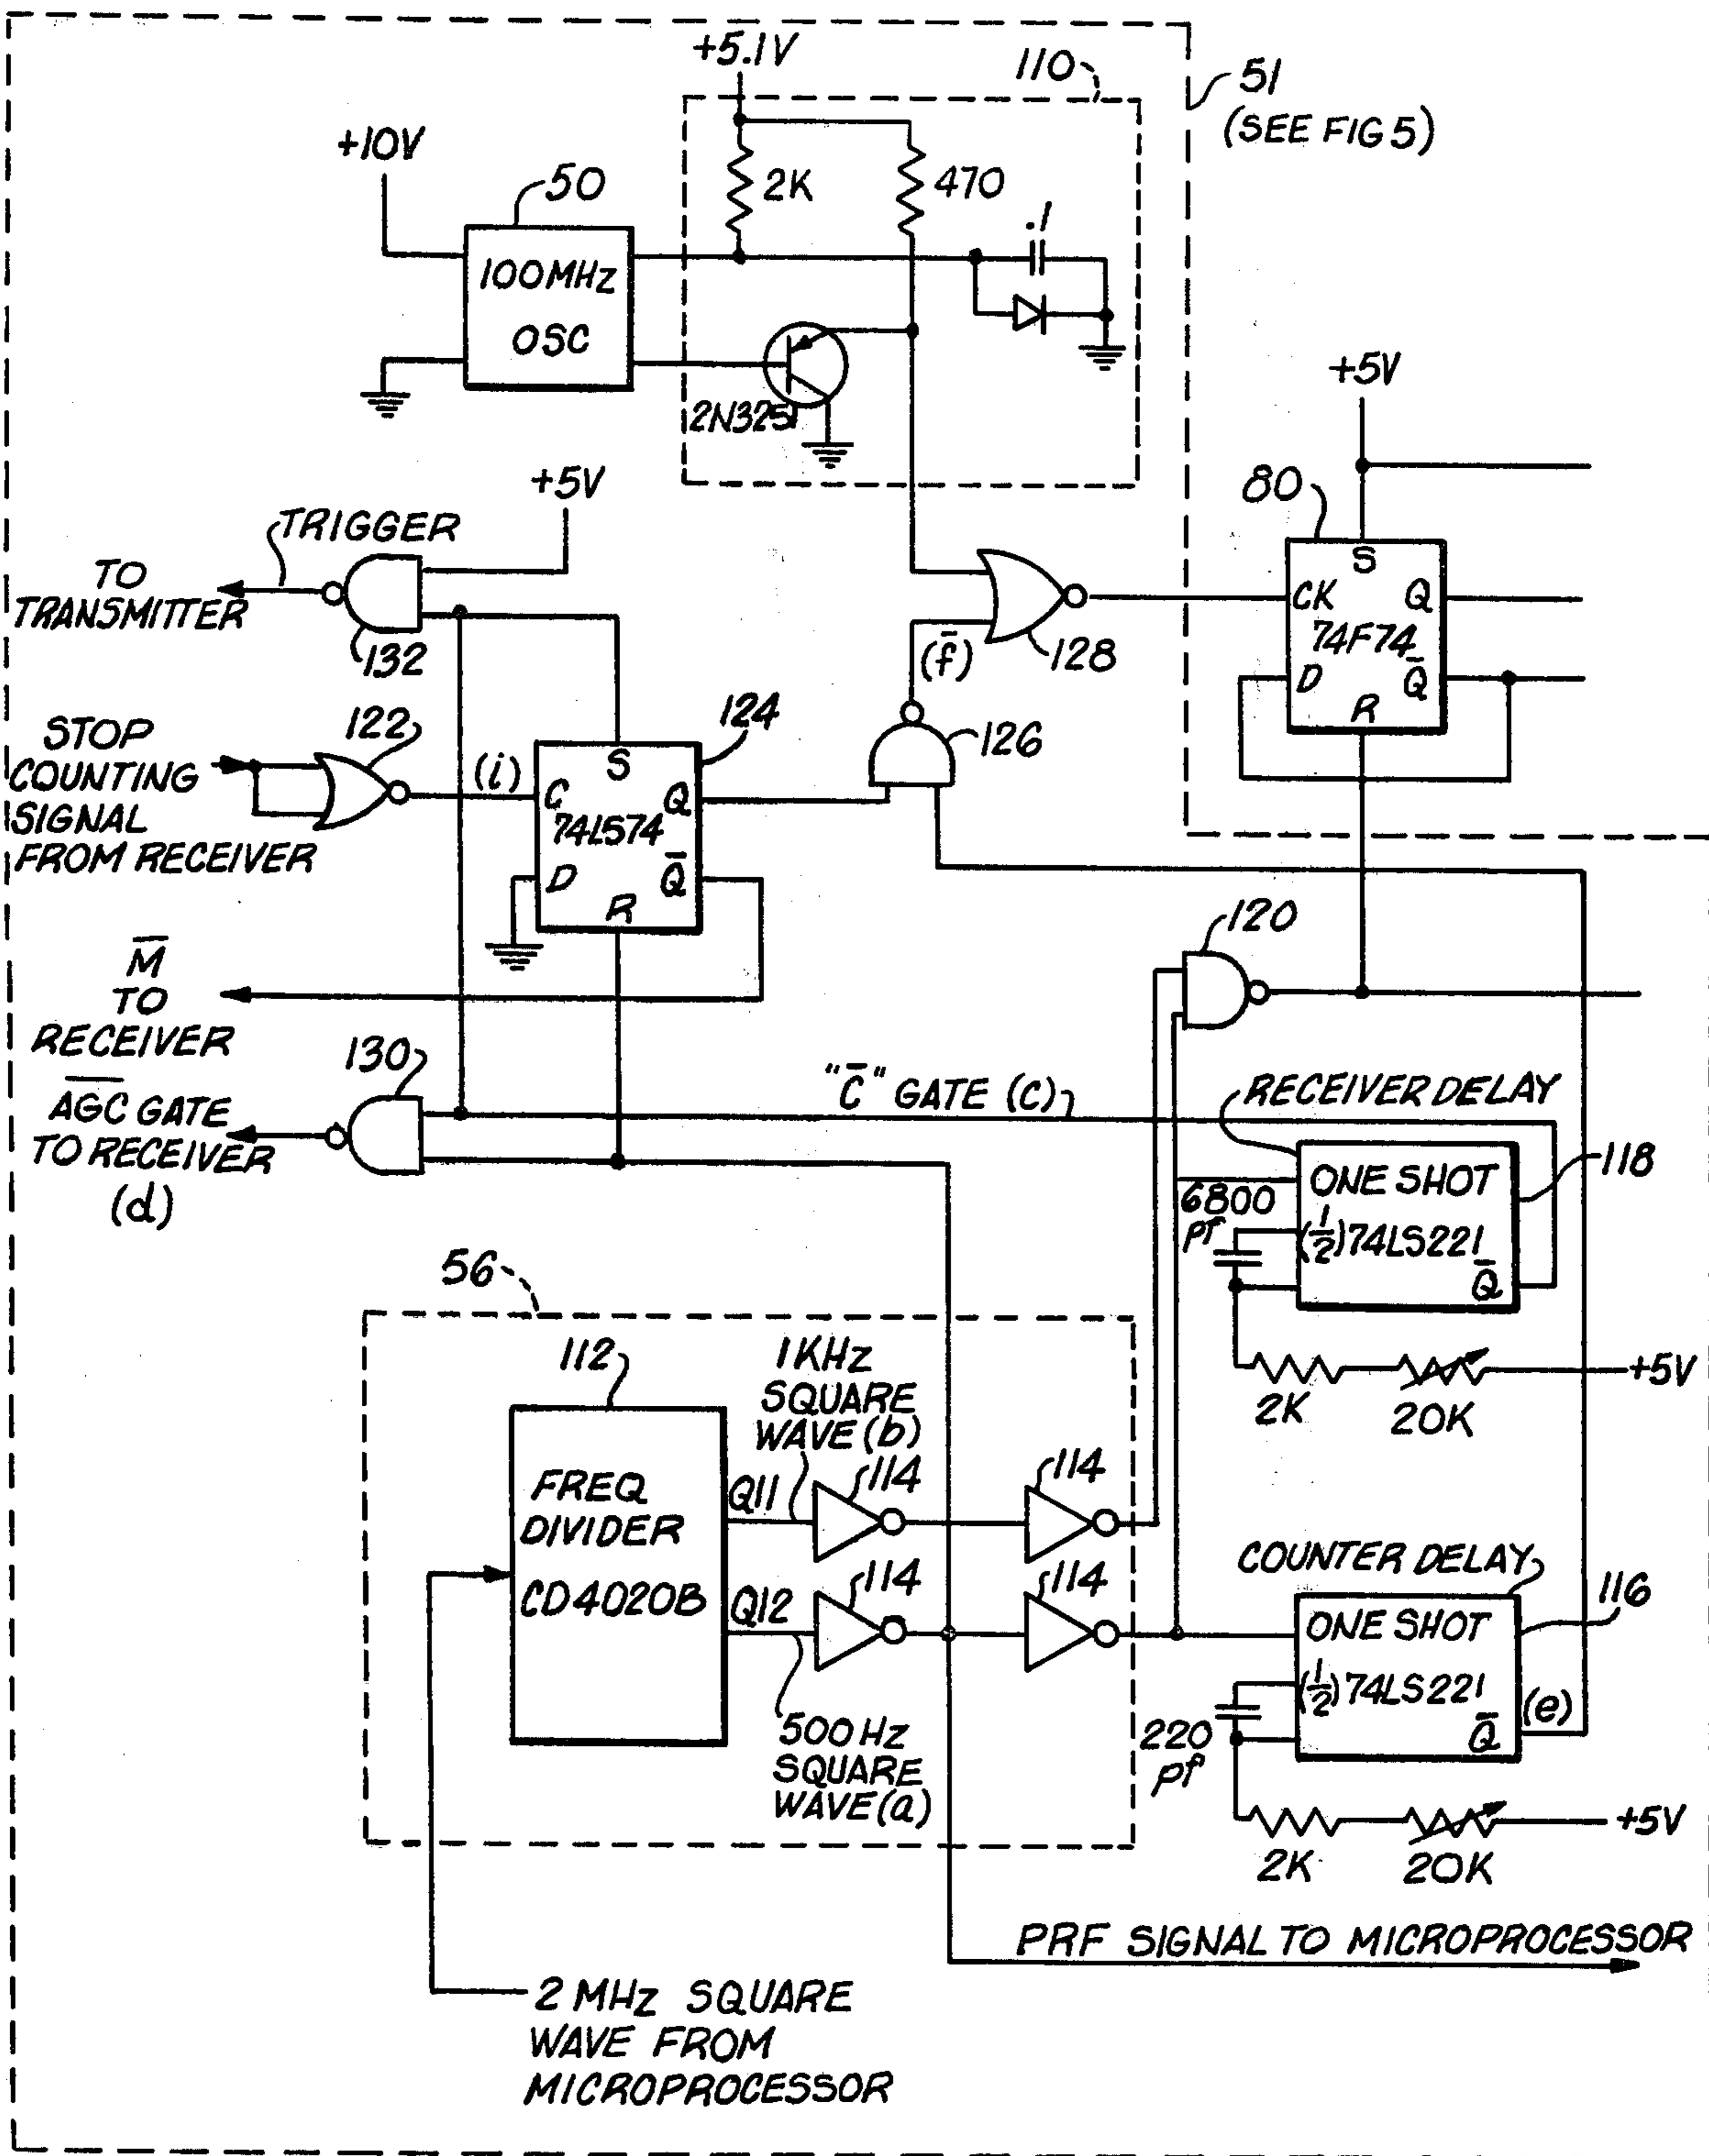 +5.1V
110
51
(SEE FIG 5)
+10V
50
2K
470
.1
100MHz
OSC
2N3251
+5V
+5V
80
TRIGGER
TO
TRANSMITTER
132
S
CK
Q
74F74
D
Q̅
R
(f̅)
128
STOP
COUNTING
SIGNAL
FROM RECEIVER
122
(i)
124
S
C
Q
74LS74
D
Q̅
R
126
120
M̅
TO
RECEIVER
130
A̅G̅C̅ GATE
TO RECEIVER
(d)
"C̅" GATE (c)
RECEIVER DELAY
118
6800
pf
ONE SHOT
(1/2)74LS221
Q̅
2K
20K
+5V
56
112
1KHz
SQUARE
WAVE (b)
114
114
FREQ
DIVIDER
CD4020B
Q11
Q12
114
114
500 Hz
SQUARE
WAVE (a)
COUNTER DELAY
116
ONE SHOT
(1/2)74LS221
Q̅
(e)
220
pf
2K
20K
+5V
PRF SIGNAL TO MICROPROCESSOR
2 MHz SQUARE
WAVE FROM
MICROPROCESSOR